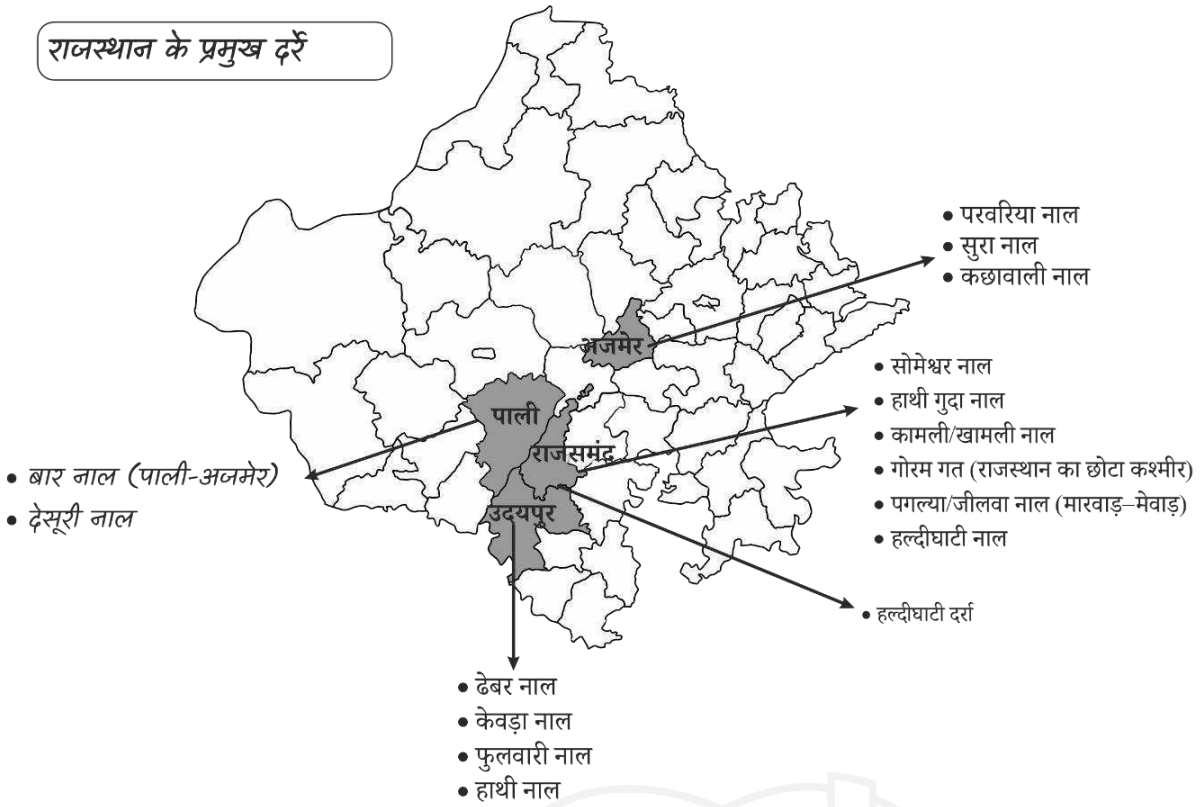 राजस्थान के प्रमुख दर्रे
• परवरिया नाल
• सुरा नाल
• कछावाली नाल
अजमेर
• सोमेश्वर नाल
• हाथी गुदा नाल
• कामली/खामली नाल
• गोरम गत (राजस्थान का छोटा कश्मीर)
• पगल्या/जीलवा नाल (मारवाड़–मेवाड़)
• हल्दीघाटी नाल
पाली
राजसमंद
• बार नाल (पाली-अजमेर)
• देसूरी नाल
उदयपूर
• हल्दीघाटी दर्रा
• ढेबर नाल
• केवड़ा नाल
• फुलवारी नाल
• हाथी नाल